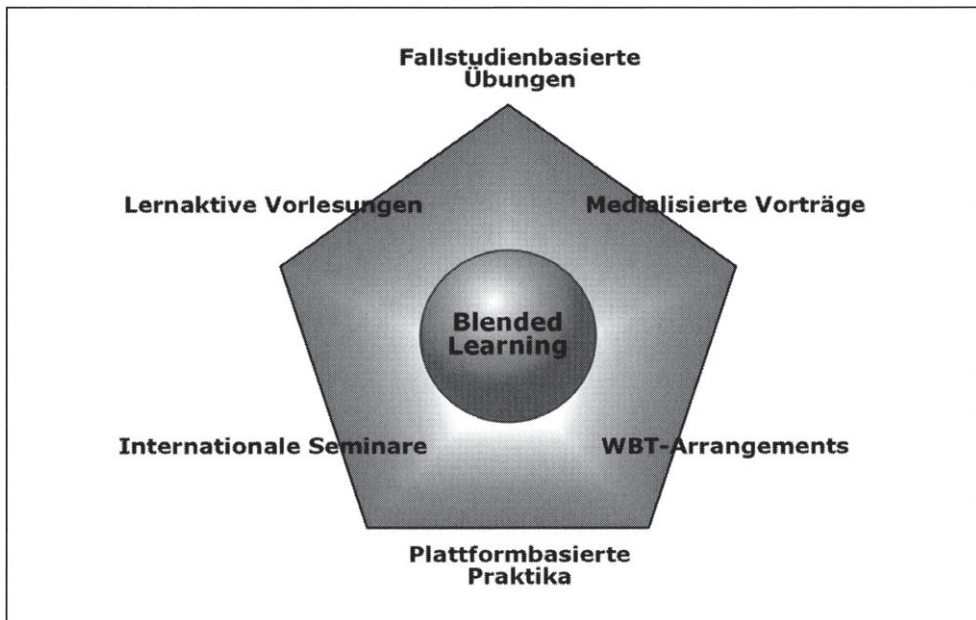 Fallstudienbasierte
Übungen
Lernaktive Vorlesungen
Medialisierte Vorträge
Blended
Learning
Internationale Seminare
WBT-Arrangements
Plattformbasierte
Praktika